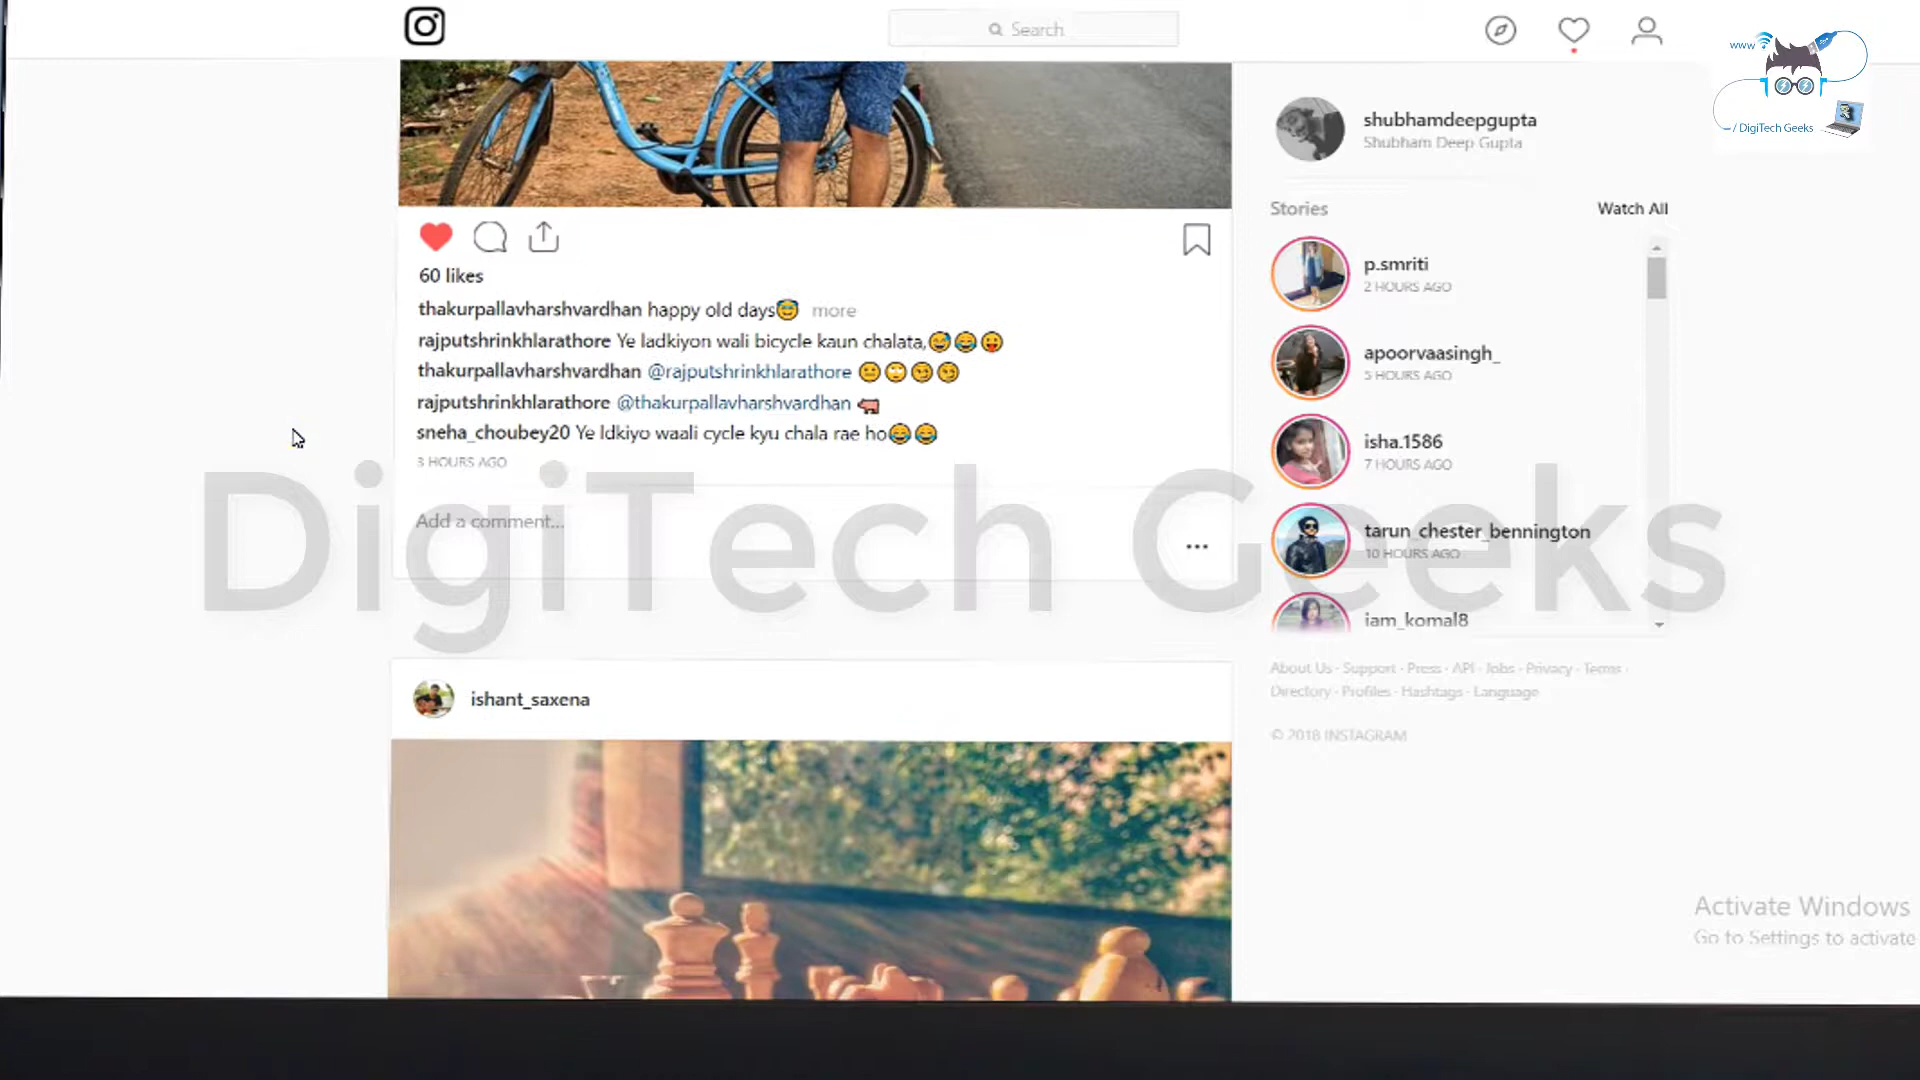 Search
www
/ DigiTech Geeks
shubhamdeepgupta
Shubham Deep Gupta
Stories
Watch All
p.smriti
2 HOURS AGO
apoorvaasingh_
5 HOURS AGO
isha.1586
7 HOURS AGO
tarun_chester_bennington
10 HOURS AGO
iam_komal8
60 likes
thakurpallavharshvardhan happy old days😇 more
rajputshrinkhlarathore Ye ladkiyon wali bicycle kaun chalata,😅😂😛
thakurpallavharshvardhan @rajputshrinkhlarathore 😐🙄😏😏
rajputshrinkhlarathore @thakurpallavharshvardhan 🐖
sneha_choubey20 Ye ldkiyo waali cycle kyu chala rae ho😂😂
3 HOURS AGO
Add a comment...
DigiTech Geeks
ishant_saxena
About Us · Support · Press · API · Jobs · Privacy · Terms ·
Directory · Profiles · Hashtags · Language
© 2018 INSTAGRAM
Activate Windows
Go to Settings to activate